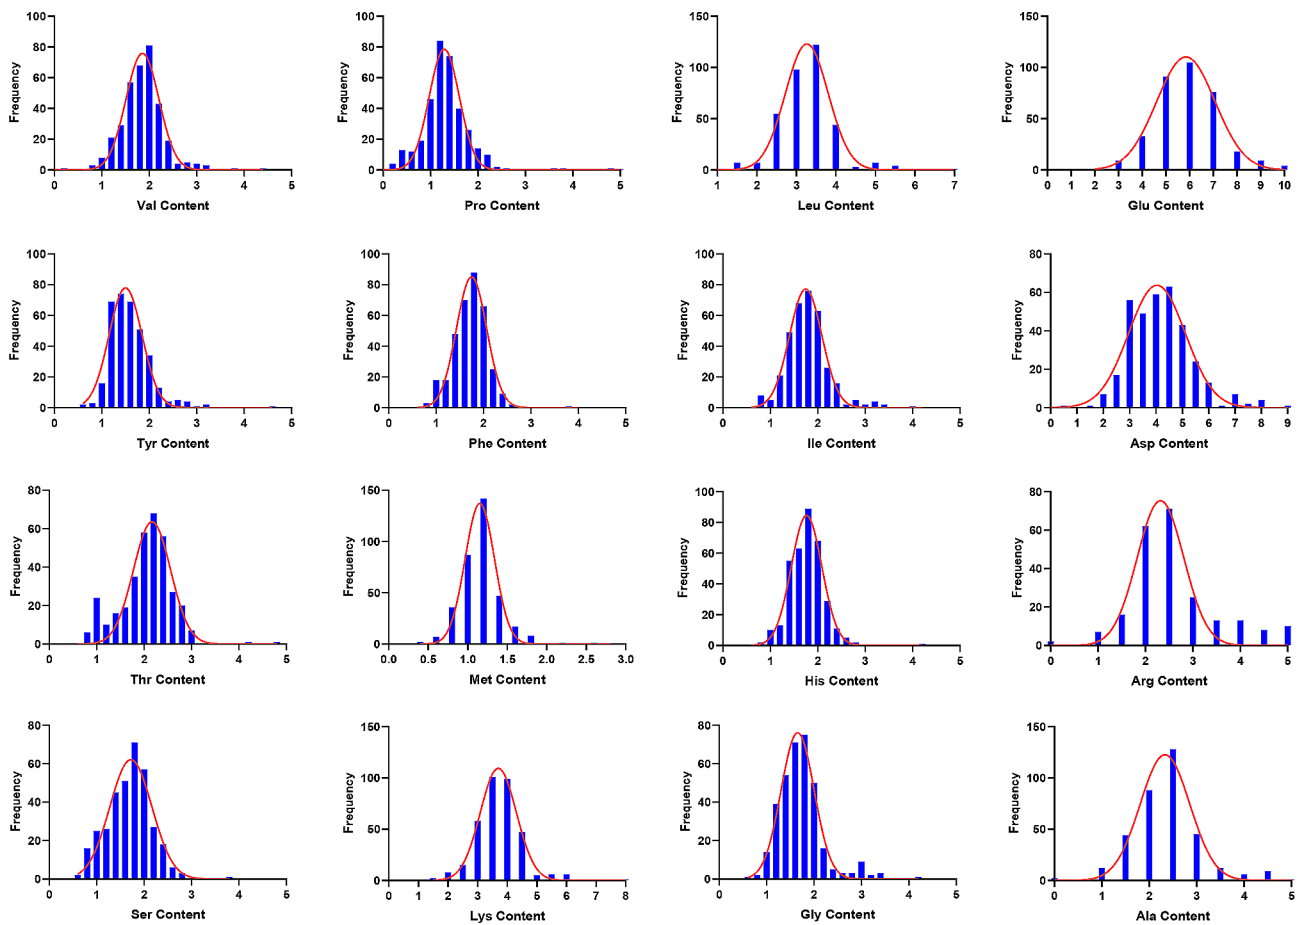 100
80
60
40
20
0
Frequency
0 1 2 3 4 5
Val Content
100
80
60
40
20
0
Frequency
0 1 2 3 4 5
Pro Content
150
100
50
0
Frequency
1 2 3 4 5 6 7
Leu Content
150
100
50
0
Frequency
0 1 2 3 4 5 6 7 8 9 10
Glu Content
100
80
60
40
20
0
Frequency
0 1 2 3 4 5
Tyr Content
100
80
60
40
20
0
Frequency
0 1 2 3 4 5
Phe Content
100
80
60
40
20
0
Frequency
0 1 2 3 4 5
Ile Content
80
60
40
20
0
Frequency
0 1 2 3 4 5 6 7 8 9
Asp Content
80
60
40
20
0
Frequency
0 1 2 3 4 5
Thr Content
150
100
50
0
Frequency
0.0 0.5 1.0 1.5 2.0 2.5 3.0
Met Content
100
80
60
40
20
0
Frequency
0 1 2 3 4 5
His Content
80
60
40
20
0
Frequency
0 1 2 3 4 5
Arg Content
80
60
40
20
0
Frequency
0 1 2 3 4 5
Ser Content
150
100
50
0
Frequency
0 1 2 3 4 5 6 7 8
Lys Content
80
60
40
20
0
Frequency
0 1 2 3 4 5
Gly Content
150
100
50
0
Frequency
0 1 2 3 4 5
Ala Content